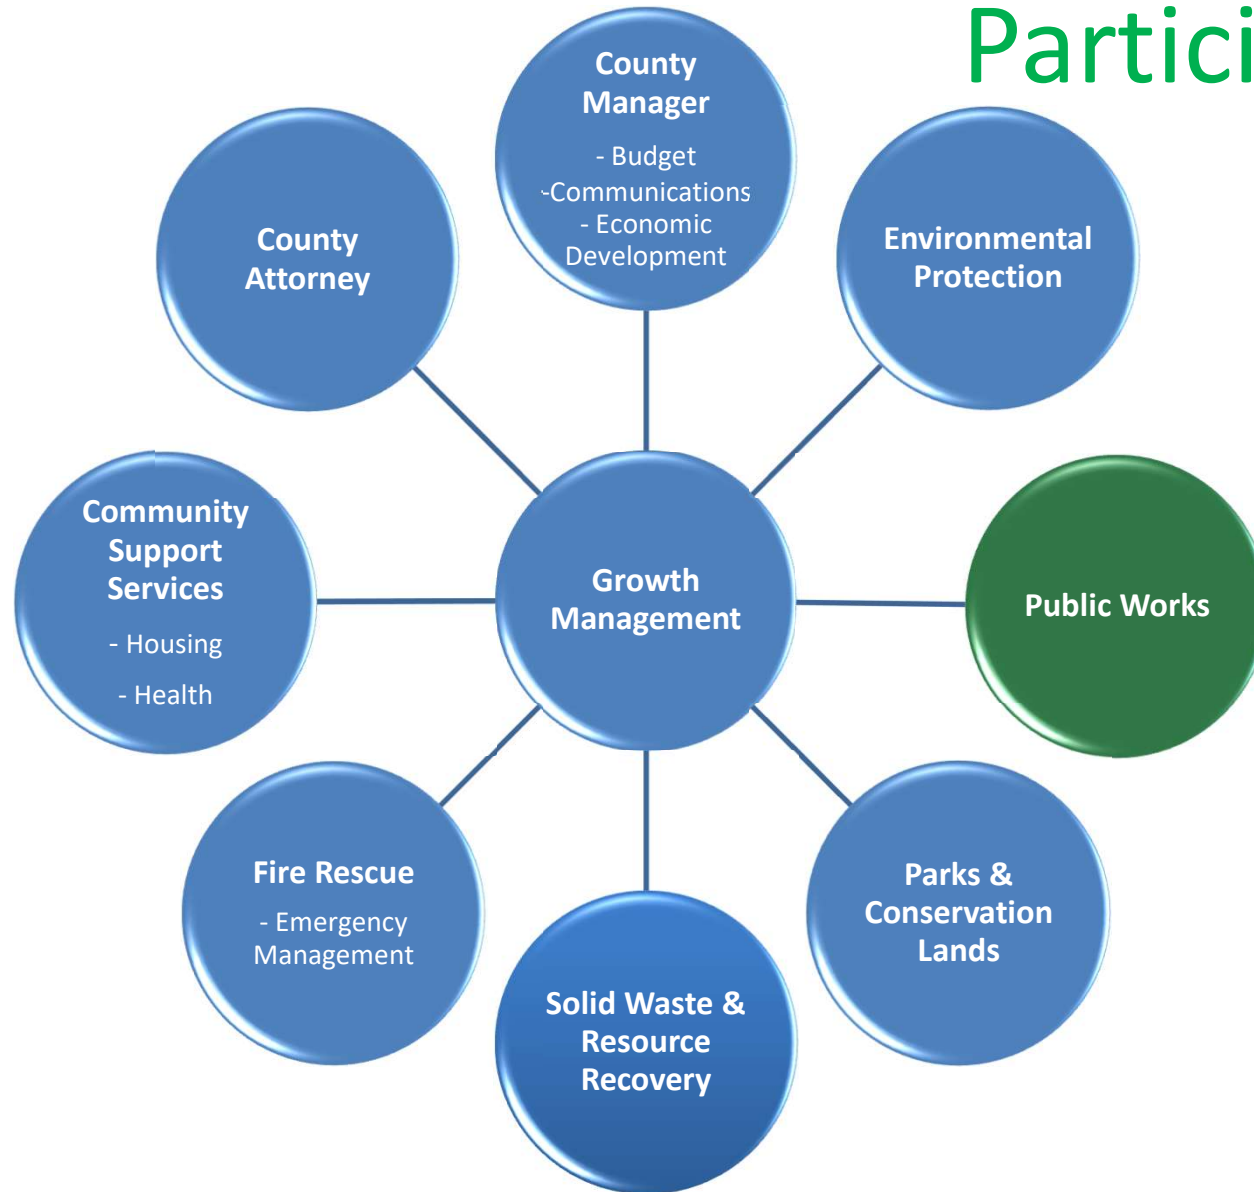 Partici
County
Manager
- Budget
-Communications
- Economic
Development
County
Attorney
Environmental
Protection
Community
Support
Services
- Housing
- Health
Growth
Management
Public Works
Fire Rescue
- Emergency
Management
Parks &
Conservation
Lands
Solid Waste &
Resource
Recovery